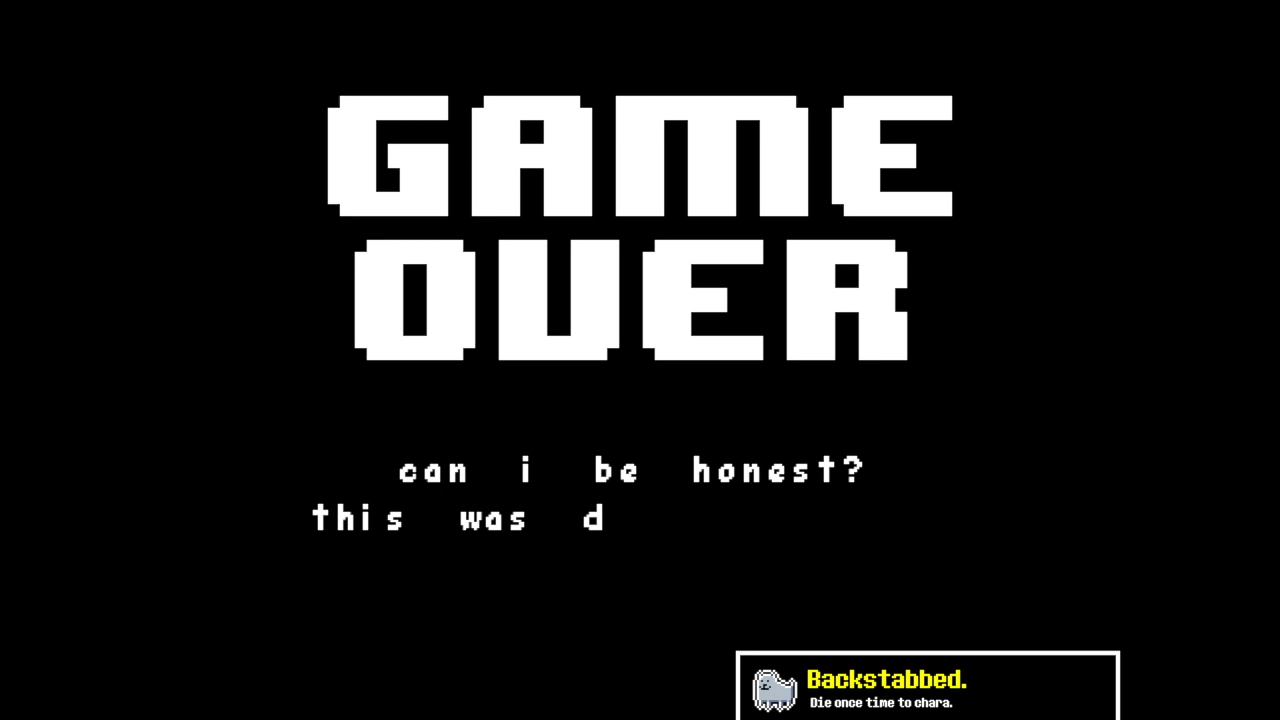 GAME
OVER
can i be honest?
this was d
Backstabbed.
Die once time to chara.